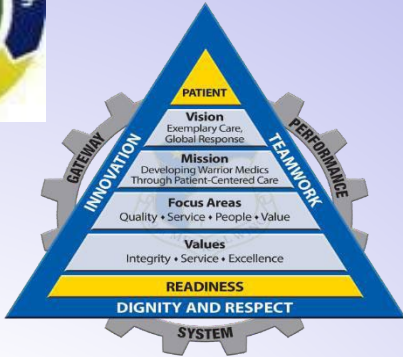 PATIENT
Vision
Exemplary Care,
Global Response
Mission
Developing Warrior Medics
Through Patient-Centered Care
Focus Areas
Quality • Service • People • Value
Values
Integrity • Service • Excellence
READINESS
DIGNITY AND RESPECT
INNOVATION
TEAMWORK
GATEWAY
PERFORMANCE
SYSTEM